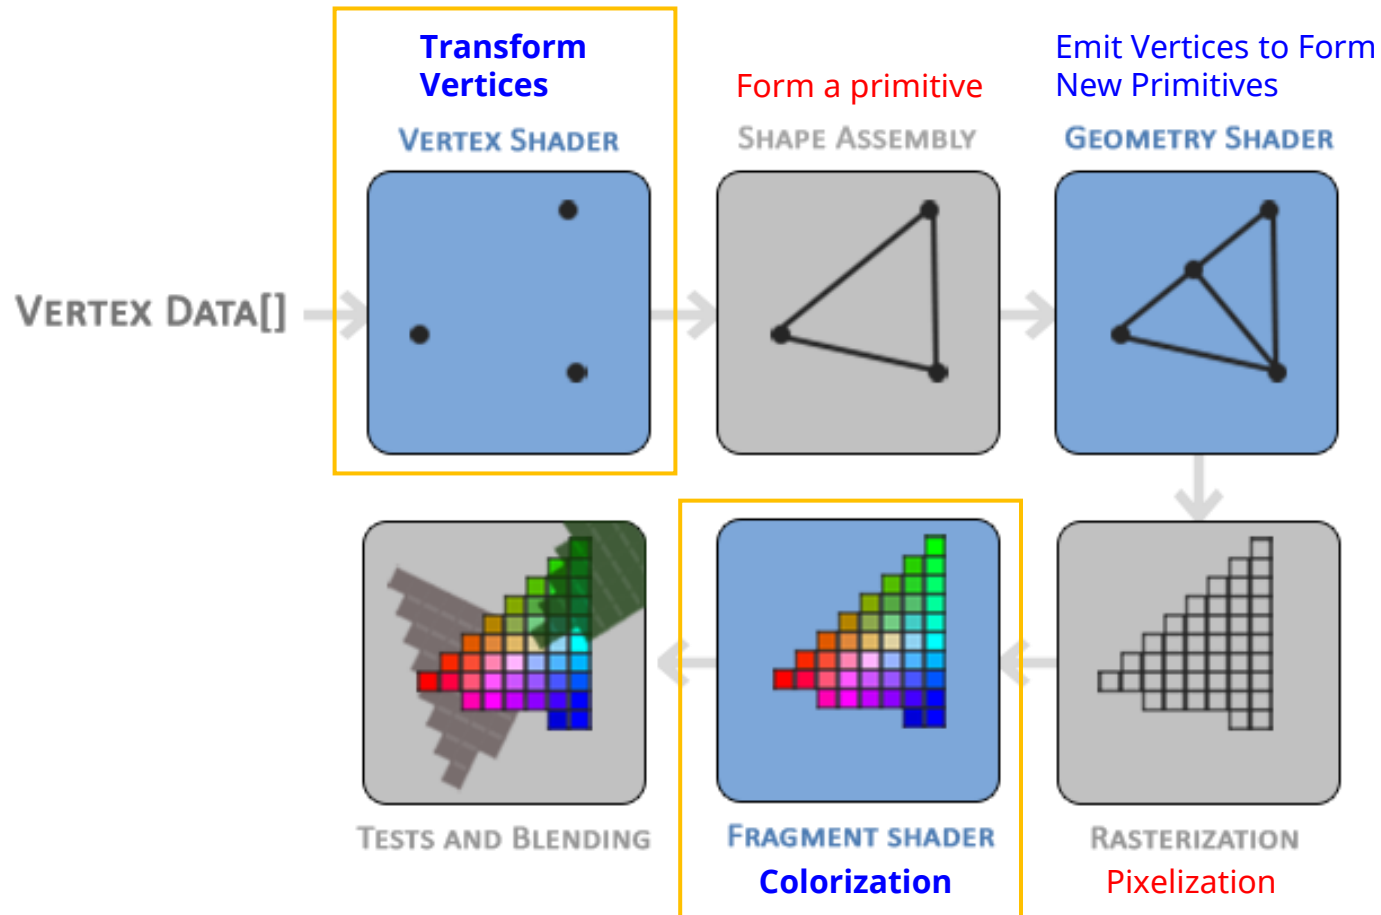 Transform
Vertices
VERTEX SHADER
Form a primitive
SHAPE ASSEMBLY
Emit Vertices to Form
New Primitives
GEOMETRY SHADER
VERTEX DATA[]
TESTS AND BLENDING
FRAGMENT SHADER
Colorization
RASTERIZATION
Pixelization